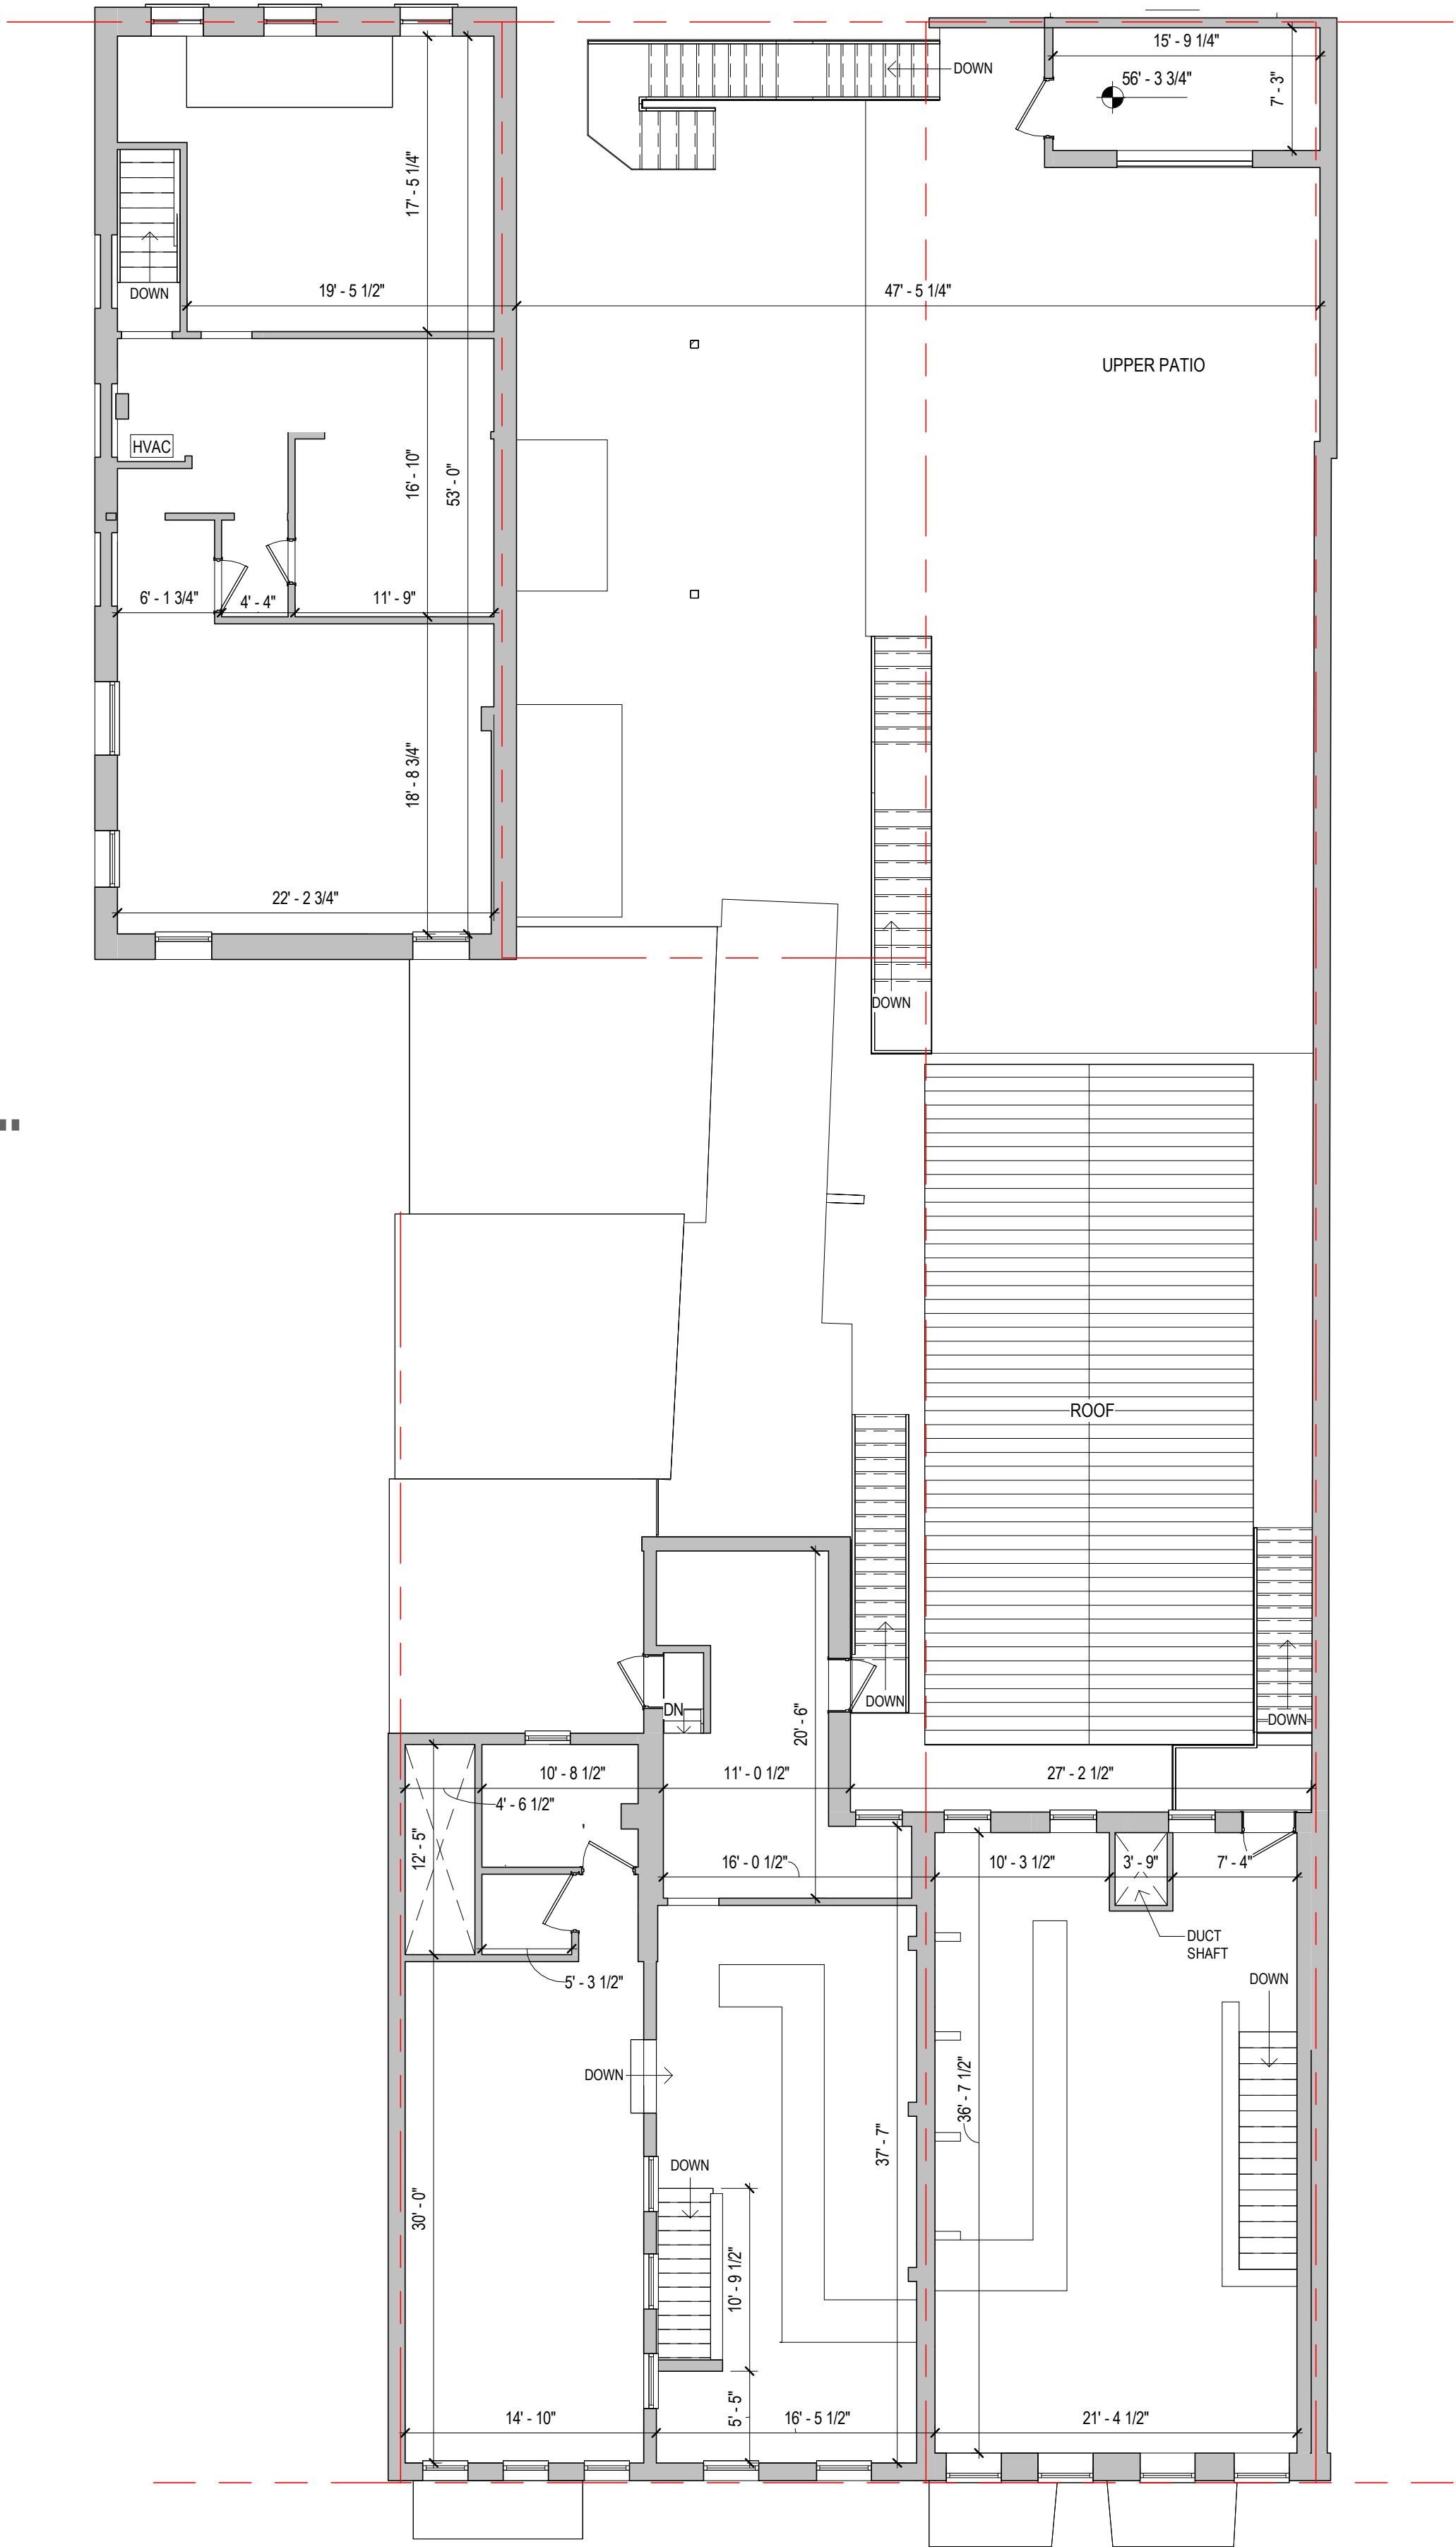 15' - 9 1/4"
DOWN
56' - 3 3/4"
7' - 3"
17' - 5 1/4"
DOWN
19' - 5 1/2"
47' - 5 1/4"
UPPER PATIO
HVAC
16' - 10"
53' - 0"
6' - 1 3/4"
4' - 4"
11' - 9"
18' - 8 3/4"
22' - 2 3/4"
DOWN
"
ROOF
DOWN
DN
DOWN
20' - 6"
10' - 8 1/2"
11' - 0 1/2"
27' - 2 1/2"
4' - 6 1/2"
12' - 5"
16' - 0 1/2"
10' - 3 1/2"
3' - 9"
7' - 4"
DUCT
SHAFT
5' - 3 1/2"
DOWN
DOWN
36' - 7 1/2"
37' - 7"
DOWN
30' - 0"
10' - 9 1/2"
5' - 5"
14' - 10"
16' - 5 1/2"
21' - 4 1/2"